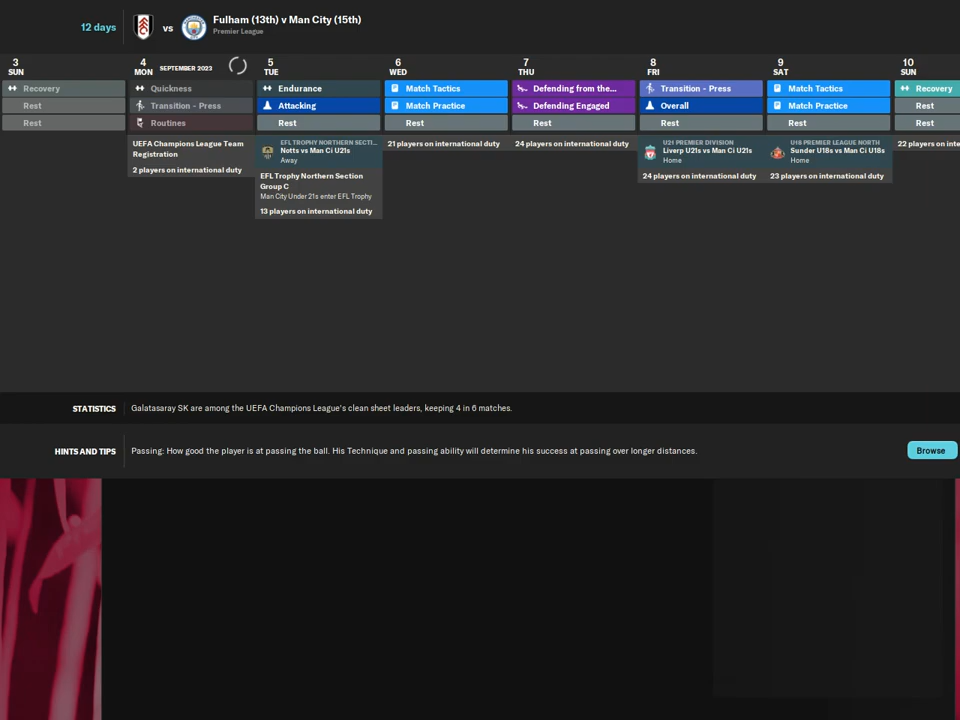 12 days
vs
Fulham (13th) v Man City (15th)
Premier League
3
SUN
4
MON
SEPTEMBER 2023
5
TUE
6
WED
7
THU
8
FRI
9
SAT
10
SUN
Recovery
Quickness
Endurance
Match Tactics
Defending from the...
Transition - Press
Match Tactics
Recovery
Rest
Transition - Press
Attacking
Match Practice
Defending Engaged
Overall
Match Practice
Rest
Rest
Routines
Rest
Rest
Rest
Rest
Rest
Rest
UEFA Champions League Team
Registration
2 players on international duty
EFL TROPHY NORTHERN SECTI...
Notts vs Man Ci U21s
Away
EFL Trophy Northern Section
Group C
Man City Under 21s enter EFL Trophy
13 players on international duty
21 players on international duty
24 players on international duty
U21 PREMIER DIVISION
Liverp U21s vs Man Ci U21s
Home
24 players on international duty
U18 PREMIER LEAGUE NORTH
Sunder U18s vs Man Ci U18s
Home
23 players on international duty
22 players on inte
STATISTICS
Galatasaray SK are among the UEFA Champions League's clean sheet leaders, keeping 4 in 6 matches.
HINTS AND TIPS
Passing: How good the player is at passing the ball. His Technique and passing ability will determine his success at passing over longer distances.
Browse